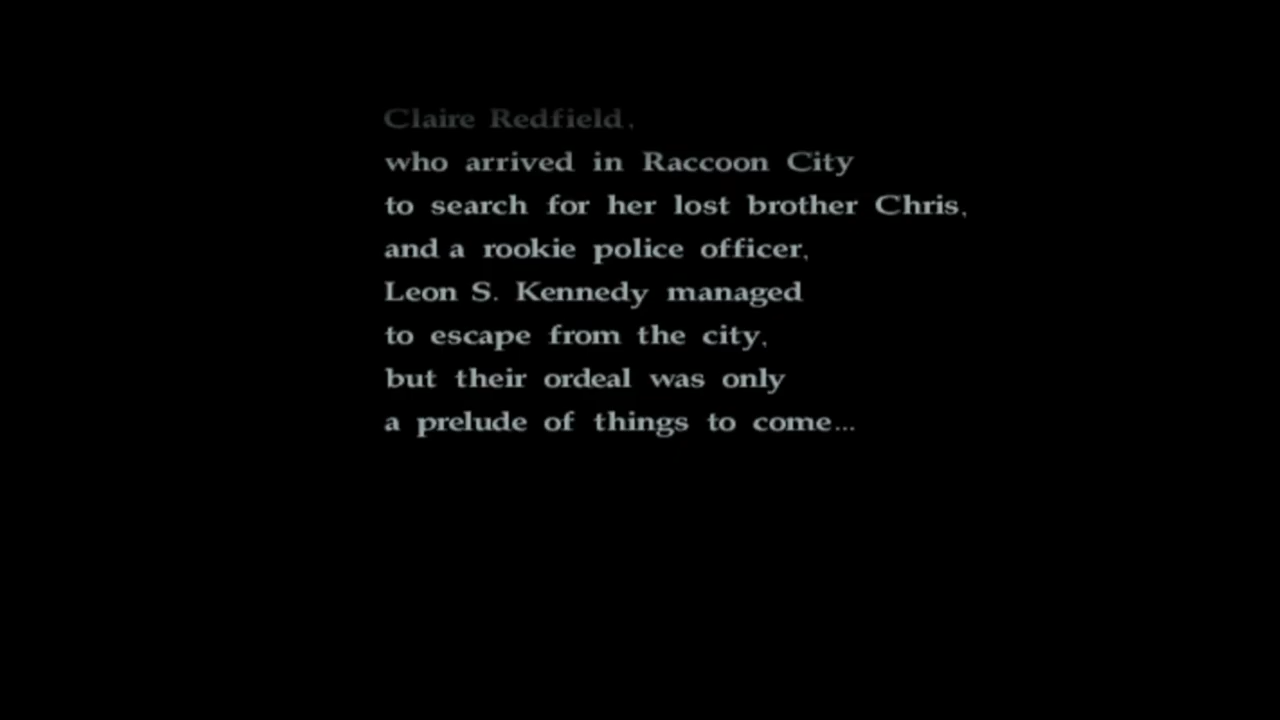 Claire Redfield,
who arrived in Raccoon City
to search for her lost brother Chris,
and a rookie police officer,
Leon S. Kennedy managed
to escape from the city,
but their ordeal was only
a prelude of things to come...